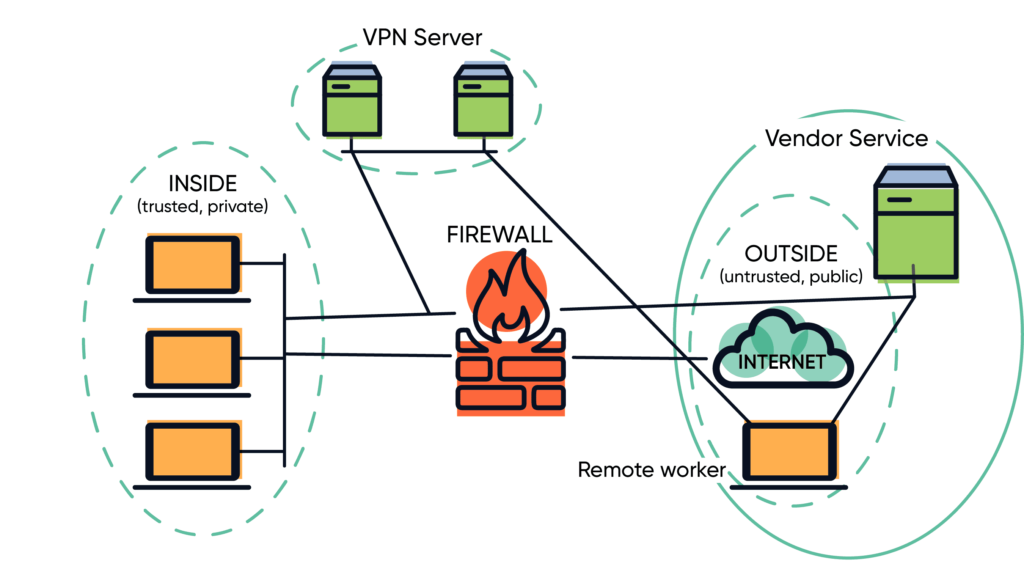 VPN Server
Vendor Service
INSIDE
(trusted, private)
FIREWALL
OUTSIDE
(untrusted, public)
INTERNET
Remote worker